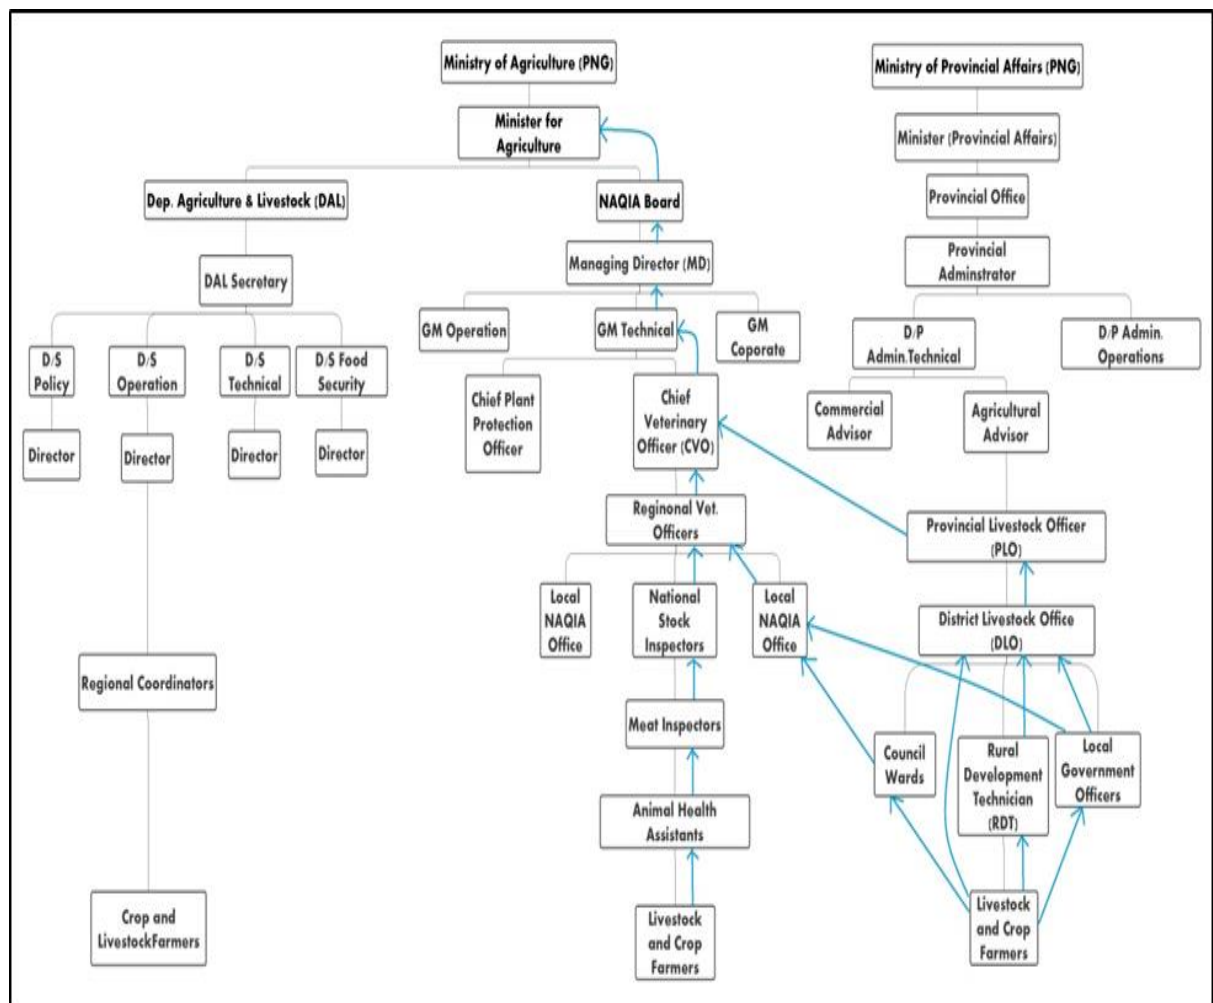 Ministry of Agriculture (PNG)
Minister for
Agriculture
Dep. Agriculture & Livestock (DAL)
NAQIA Board
DAL Secretary
Managing Director (MD)
D/S
Policy
D/S
Operation
D/S
Technical
D/S Food
Security
Director
Director
Director
Director
GM Operation
GM Technical
GM
Coporate
Chief Plant
Protection
Officer
Chief
Veterinary
Officer (CVO)
Reginonal Vet.
Officers
Local
NAQIA
Office
National
Stock
Inspectors
Local
NAQIA
Office
Regional Coordinators
Meat Inspectors
Animal Health
Assistants
Crop and
LivestockFarmers
Livestock
and Crop
Farmers
Ministry of Provincial Affairs (PNG)
Minister (Provincial Affairs)
Provincial Office
Provincial
Adminstrator
D/P
Admin.Technical
D/P Admin.
Operations
Commercial
Advisor
Agricultural
Advisor
Provincial Livestock Officer
(PLO)
District Livestock Office
(DLO)
Council
Wards
Rural
Development
Technician
(RDT)
Local
Government
Officers
Livestock
and Crop
Farmers